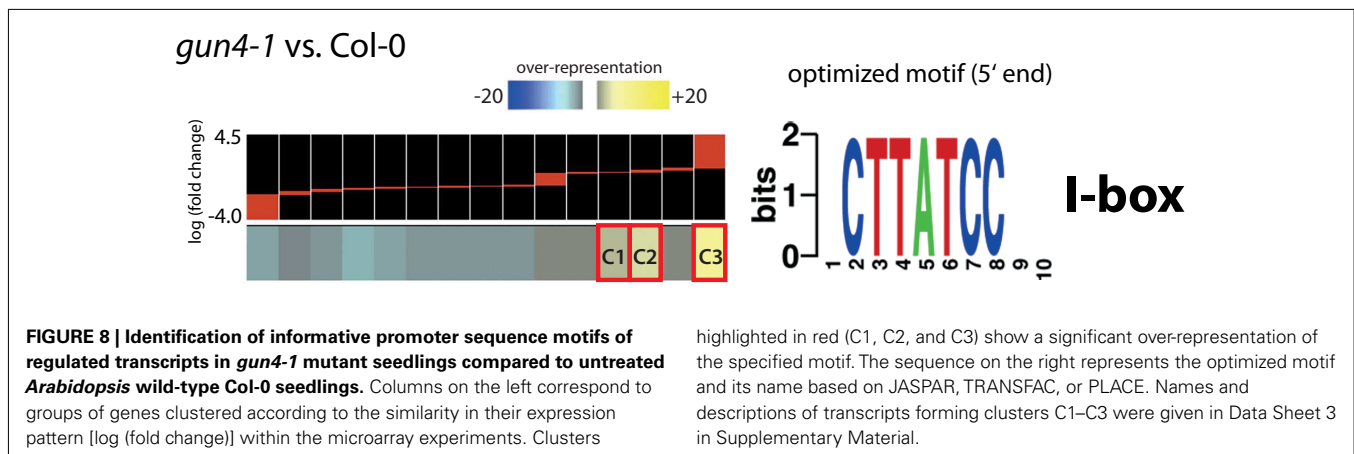 gun4-1 vs. Col-0
over-representation
-20
+20
log (fold change)
4.5
-4.0
C1
C2
C3
optimized motif (5' end)
bits
2
1
0
CTTATCC
1 2 3 4 5 6 7 8 9 10
I-box
FIGURE 8 | Identification of informative promoter sequence motifs of
regulated transcripts in gun4-1 mutant seedlings compared to untreated
Arabidopsis wild-type Col-0 seedlings. Columns on the left correspond to
groups of genes clustered according to the similarity in their expression
pattern [log (fold change)] within the microarray experiments. Clusters
highlighted in red (C1, C2, and C3) show a significant over-representation of
the specified motif. The sequence on the right represents the optimized motif
and its name based on JASPAR, TRANSFAC, or PLACE. Names and
descriptions of transcripts forming clusters C1–C3 were given in Data Sheet 3
in Supplementary Material.